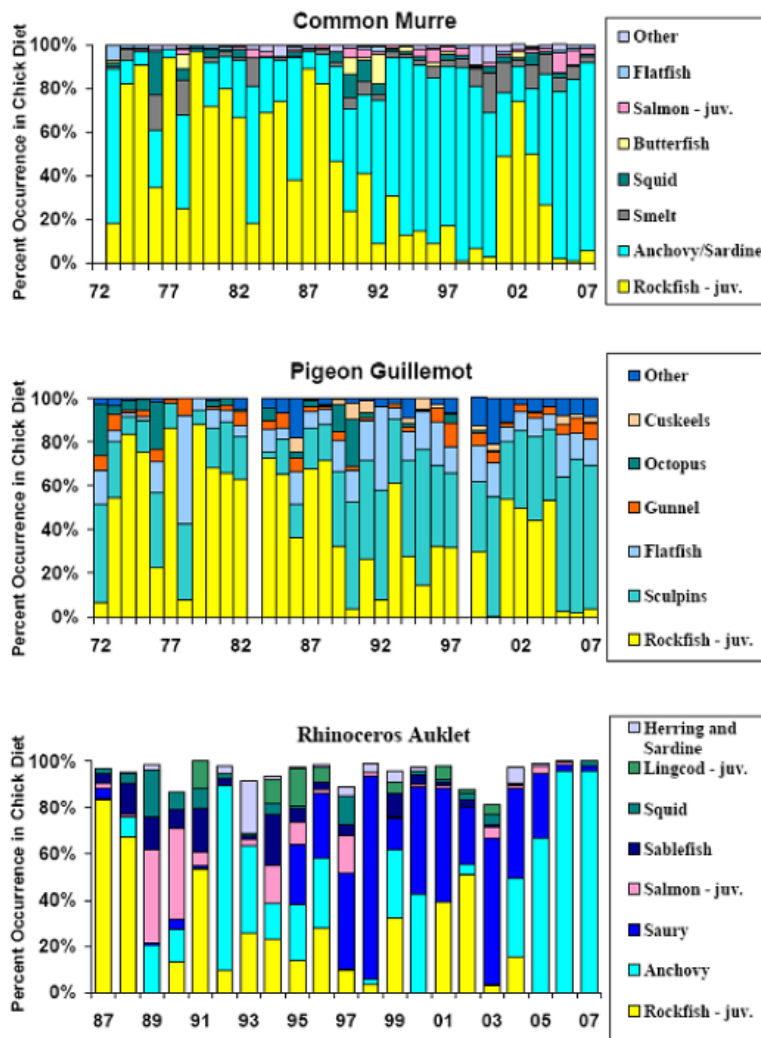 Common Murre
Percent Occurrence in Chick Diet
100%
80%
60%
40%
20%
0%
72 77 82 87 92 97 02 07
Other
Flatfish
Salmon - juv.
Butterfish
Squid
Smelt
Anchovy/Sardine
Rockfish - juv.
Pigeon Guillemot
Percent Occurrence in Chick Diet
100%
80%
60%
40%
20%
0%
72 77 82 87 92 97 02 07
Other
Cuskeels
Octopus
Gunnel
Flatfish
Sculpins
Rockfish - juv.
Rhinoceros Auklet
Percent Occurrence in Chick Diet
100%
80%
60%
40%
20%
0%
87 89 91 93 95 97 99 01 03 05 07
Herring and
Sardine
Lingcod - juv.
Squid
Sablefish
Salmon - juv.
Saury
Anchovy
Rockfish - juv.